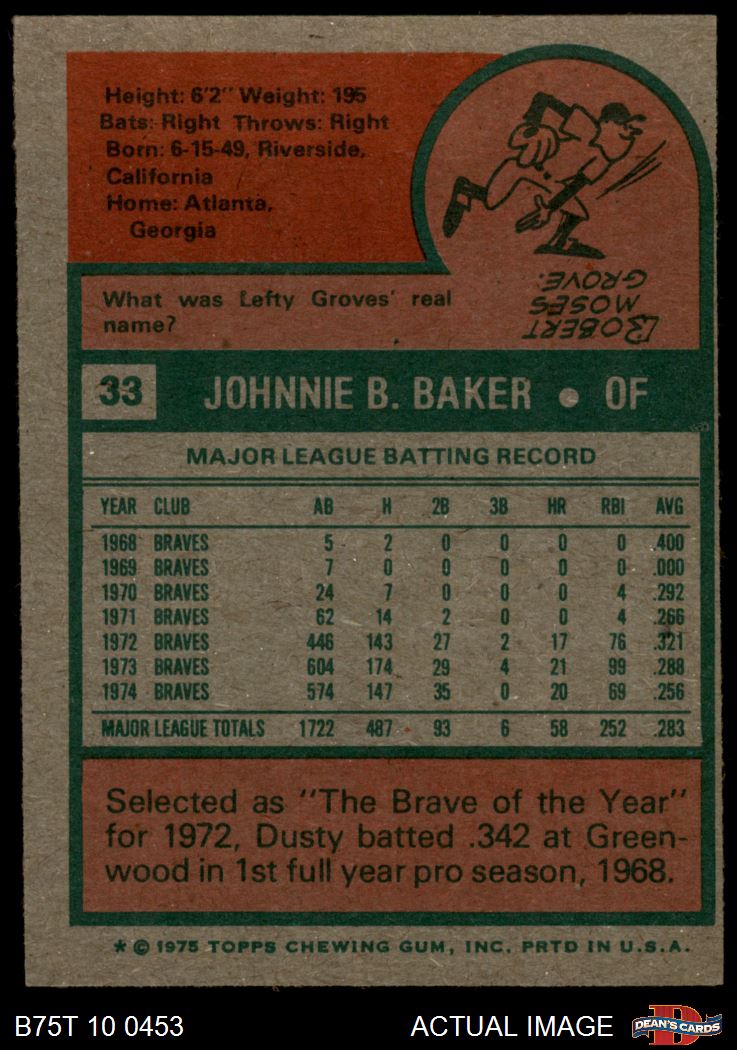 Height: 6'2" Weight: 195
Bats: Right Throws: Right
Born: 6-15-49, Riverside,
California
Home: Atlanta,
Georgia
What was Lefty Groves' real
name?
ROBERT
MOSES
GROVE.
33 JOHNNIE B. BAKER • OF
MAJOR LEAGUE BATTING RECORD
YEAR CLUB AB H 2B 3B HR RBI AVG
1968 BRAVES 5 2 0 0 0 0 .400
1969 BRAVES 7 0 0 0 0 0 .000
1970 BRAVES 24 7 0 0 0 4 .292
1971 BRAVES 62 14 2 0 0 4 .266
1972 BRAVES 446 143 27 2 17 76 .321
1973 BRAVES 604 174 29 4 21 99 .288
1974 BRAVES 574 147 35 0 20 69 .256
MAJOR LEAGUE TOTALS 1722 487 93 6 58 252 .283
Selected as "The Brave of the Year"
for 1972, Dusty batted .342 at Green-
wood in 1st full year pro season, 1968.
* © 1975 TOPPS CHEWING GUM, INC. PRTD IN U.S.A.
B75T 10 0453 ACTUAL IMAGE DEAN'S CARDS